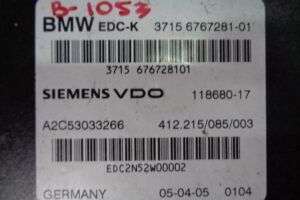 B-1053
BMW EDC-K 3715 6767281-01
3715 676728101
SIEMENS VDO 118680-17
A2C53033266 412.215/085/003
EDC2N52W00002
GERMANY 05-04-05 0104